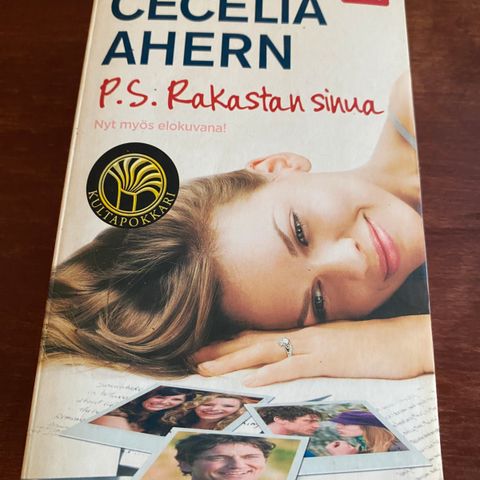 CECELIA
AHERN
P.S. Rakastan sinua
Nyt myös elokuvana!
KULTAPOKKARI